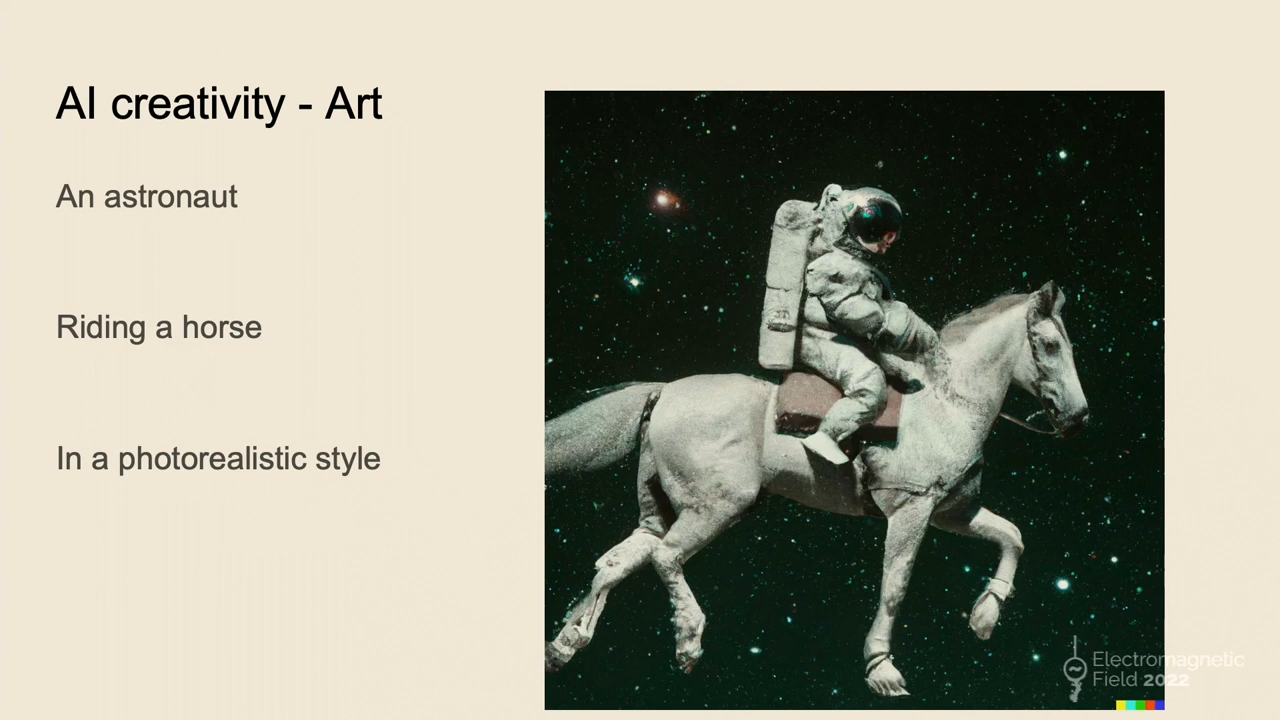 AI creativity - Art
An astronaut
Riding a horse
In a photorealistic style
Electromagnetic
Field 2022